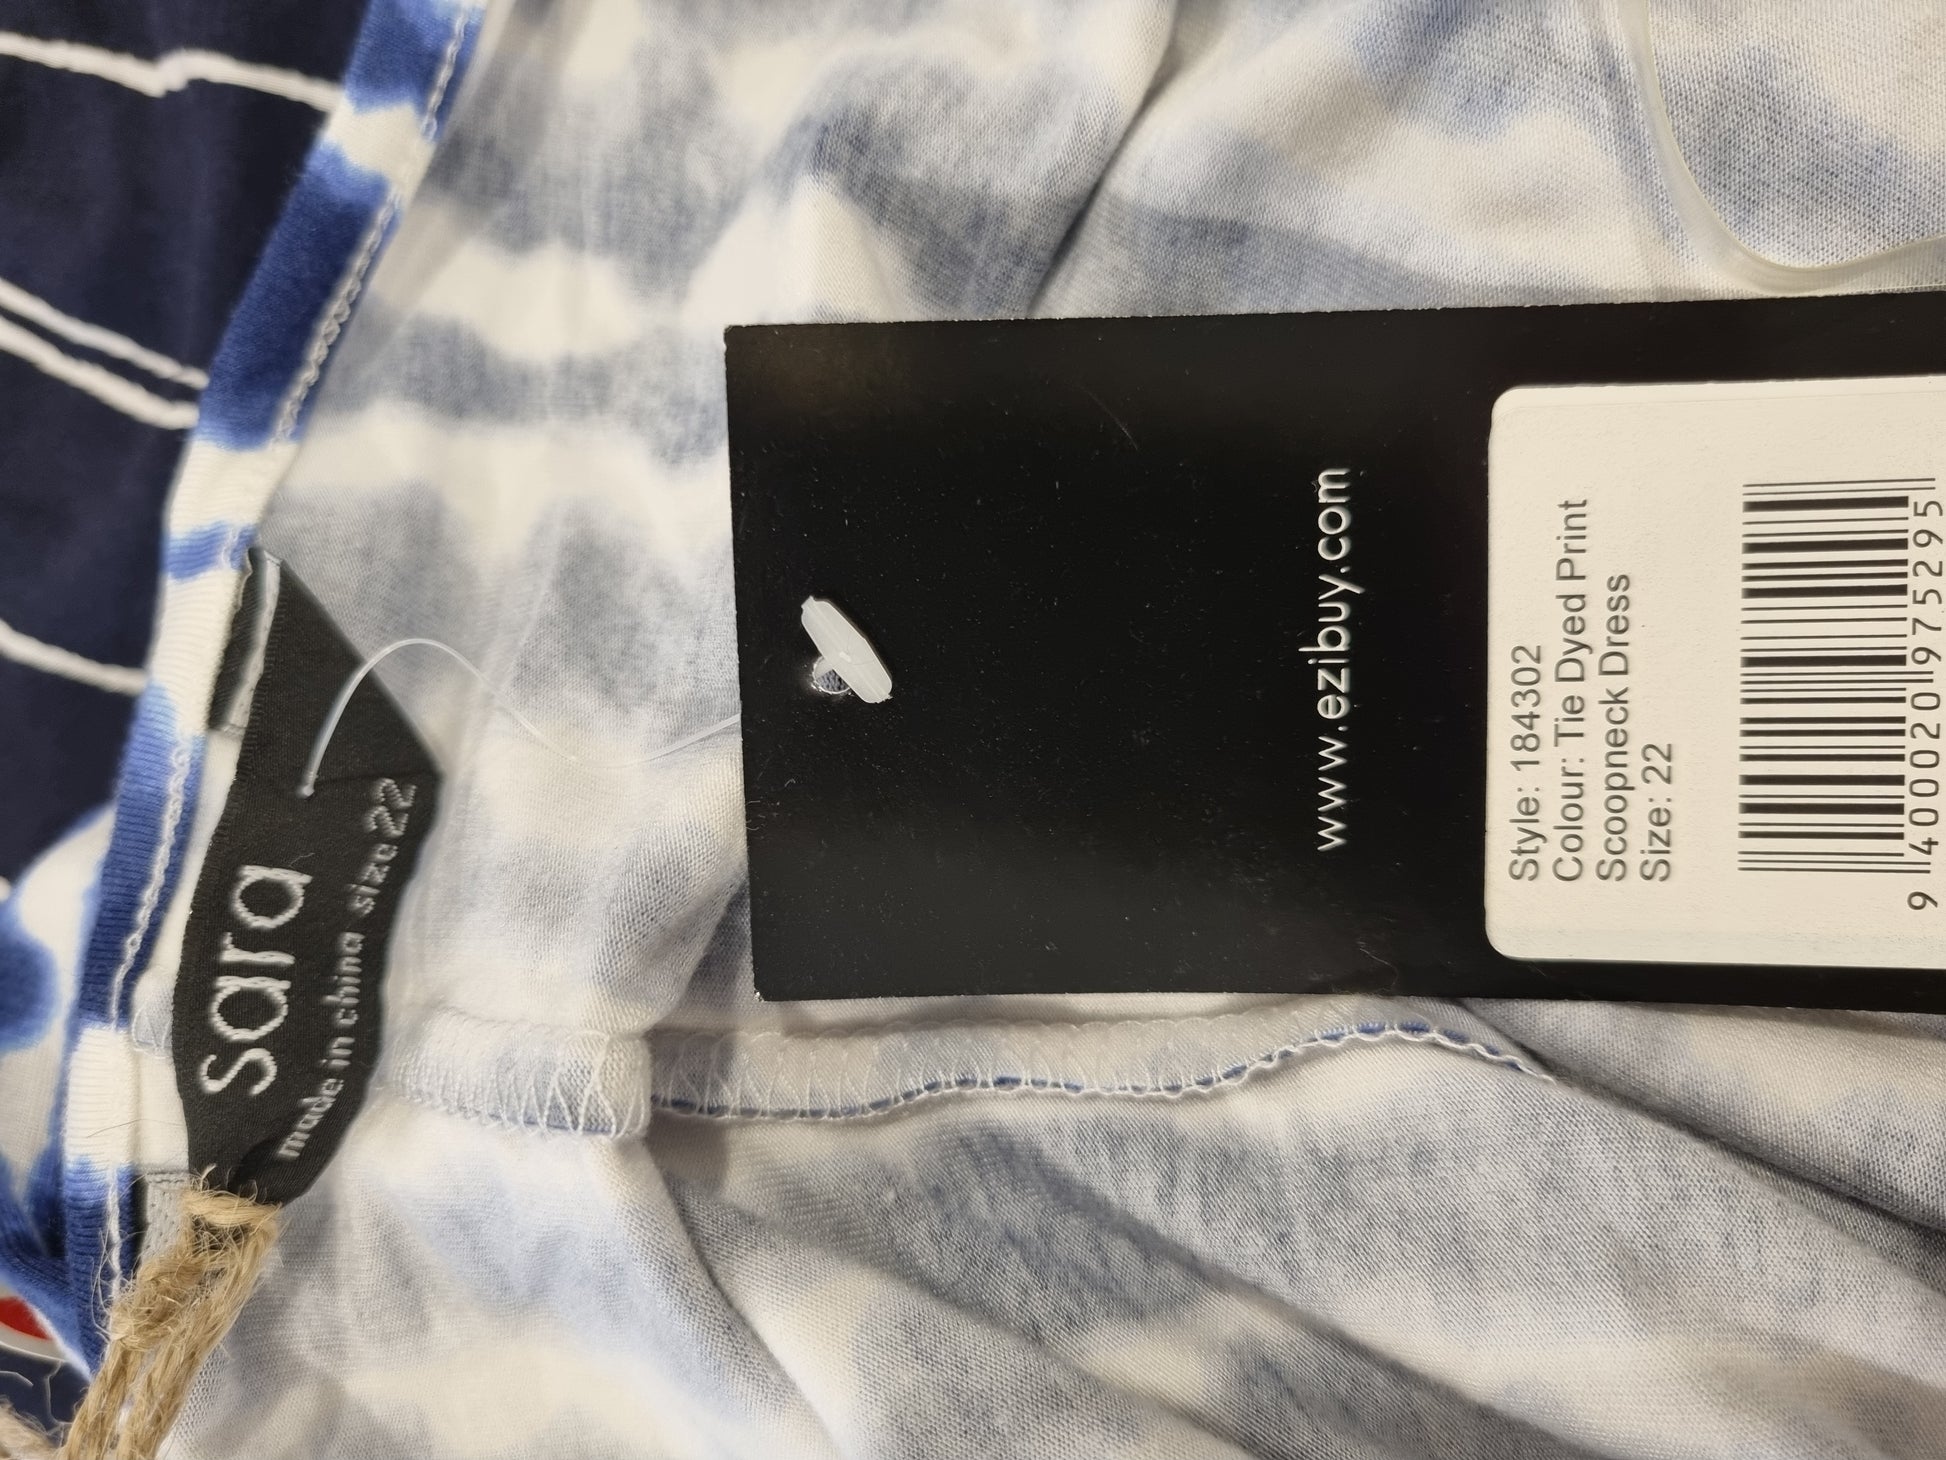 sara
made in china size 22
www.ezibuy.com
Style: 184302
Colour: Tie Dyed Print
Scoopneck Dress
Size: 22
9 400020 975295